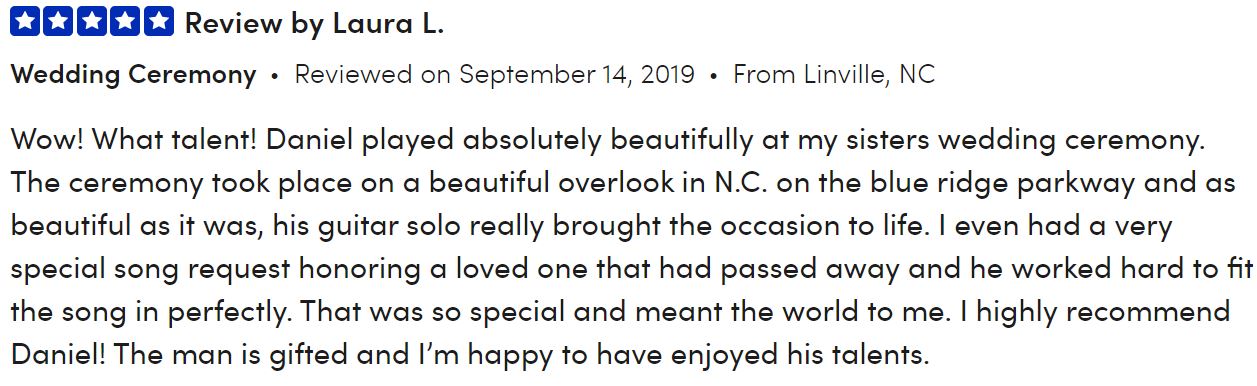 Review by Laura L.
Wedding Ceremony • Reviewed on September 14, 2019 • From Linville, NC
Wow! What talent! Daniel played absolutely beautifully at my sisters wedding ceremony.
The ceremony took place on a beautiful overlook in N.C. on the blue ridge parkway and as
beautiful as it was, his guitar solo really brought the occasion to life. I even had a very
special song request honoring a loved one that had passed away and he worked hard to fit
the song in perfectly. That was so special and meant the world to me. I highly recommend
Daniel! The man is gifted and I’m happy to have enjoyed his talents.